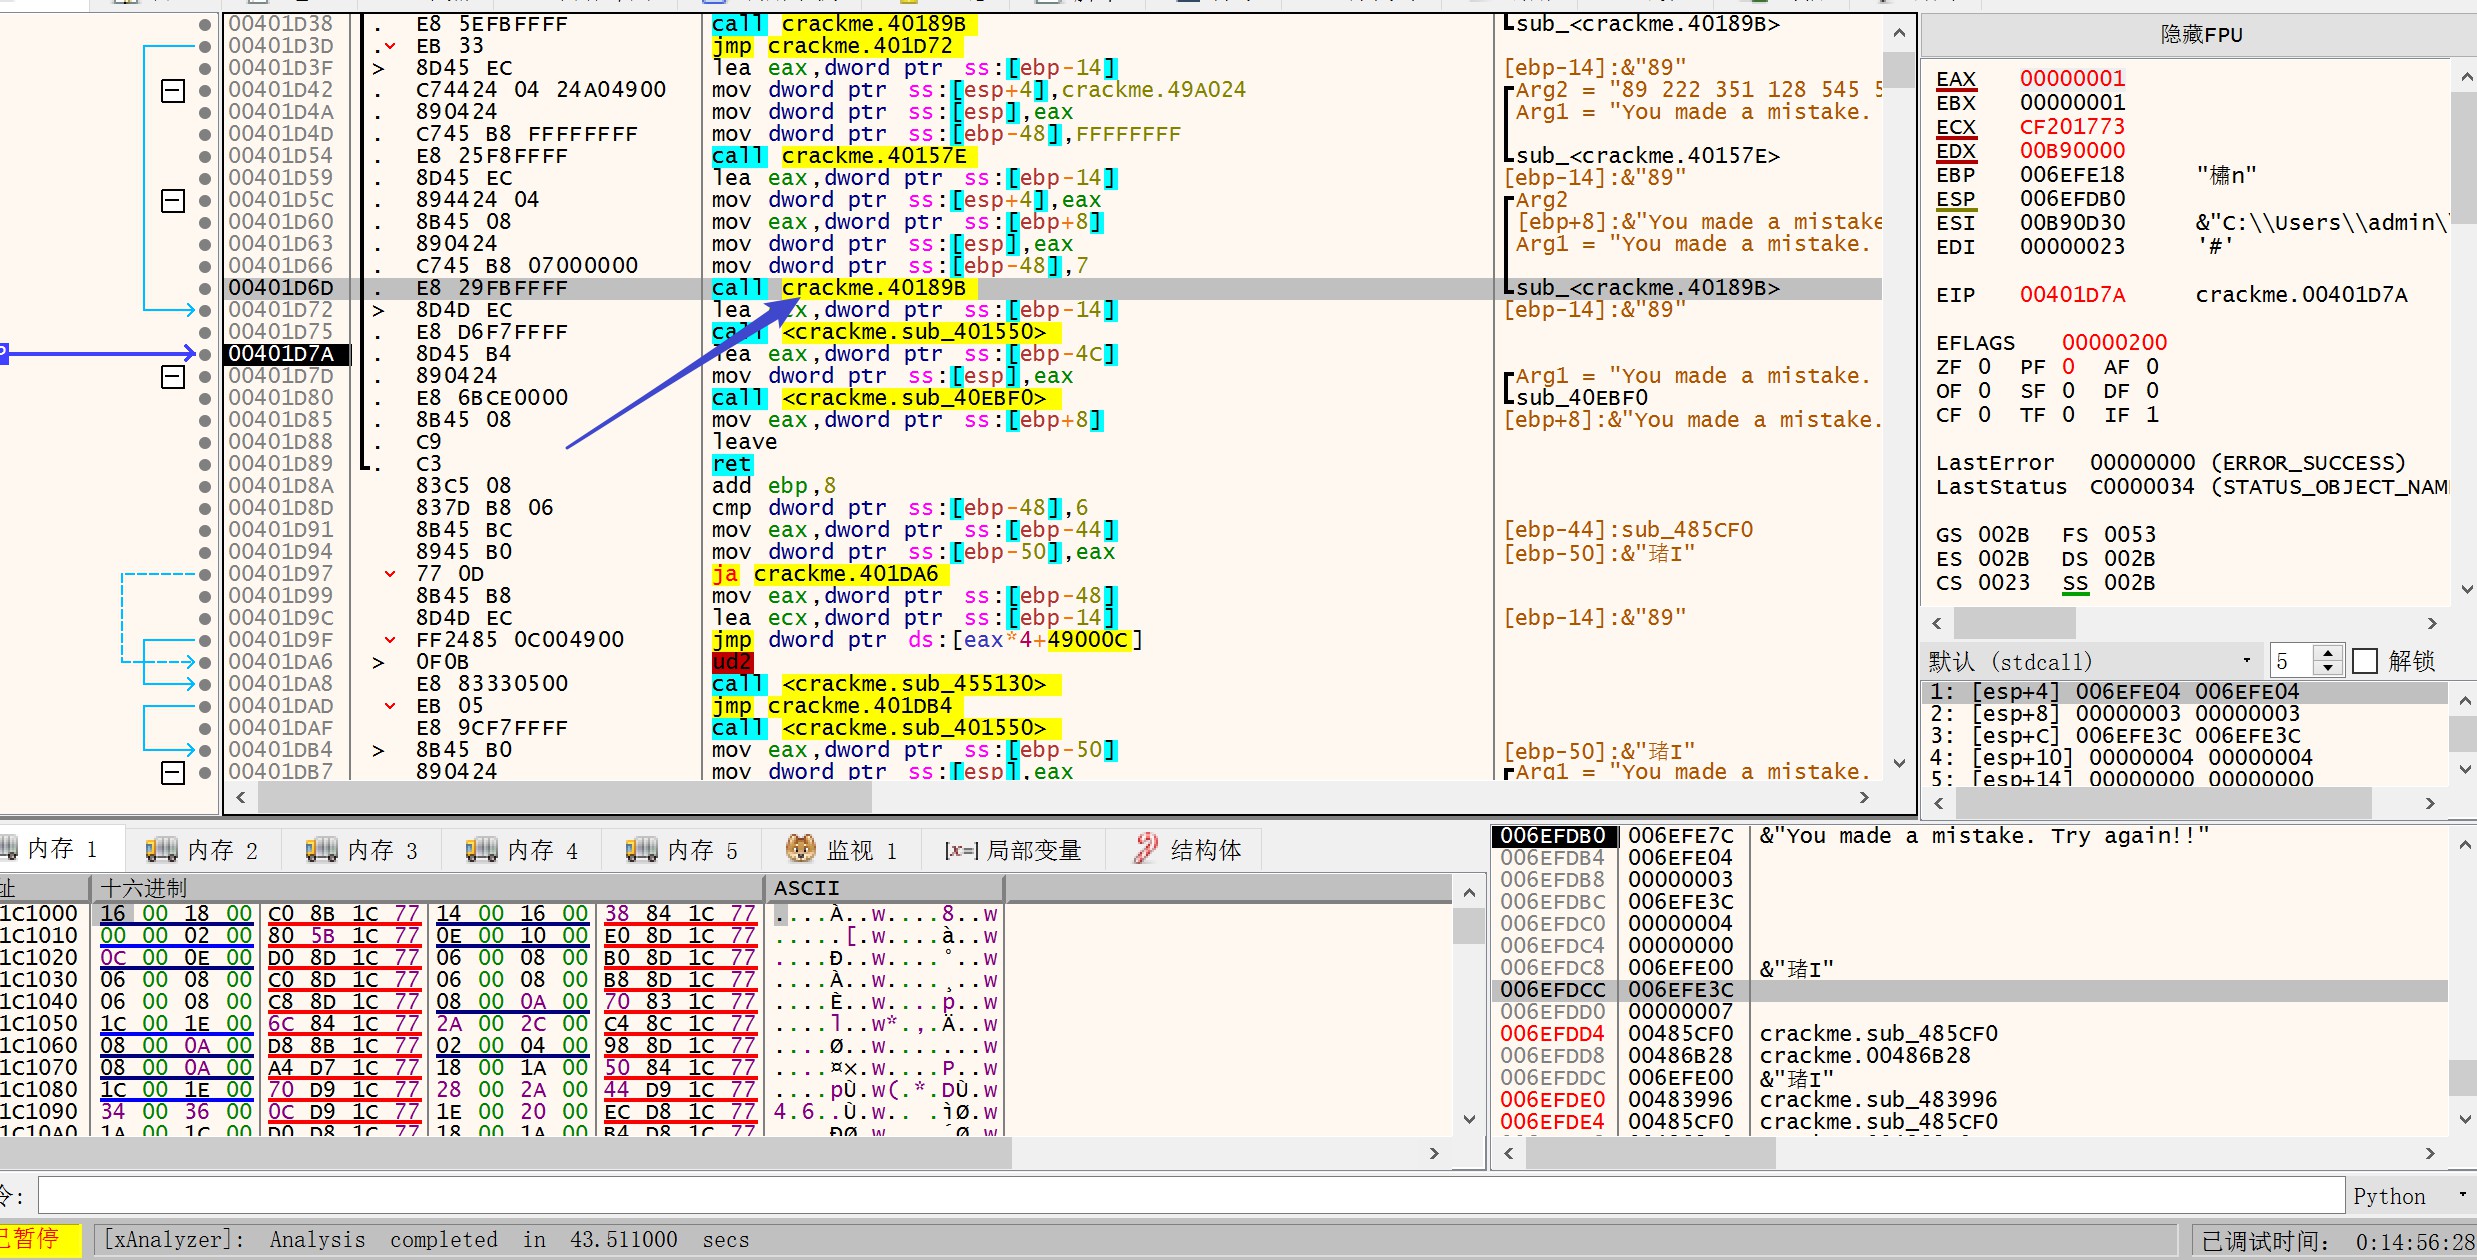 00401D38 . E8 5EFBFFFF call crackme.40189B sub_<crackme.40189B>
00401D3D . EB 33 jmp crackme.401D72
00401D3F > 8D45 EC lea eax,dword ptr ss:[ebp-14] [ebp-14]:&"89"
00401D42 . C74424 04 24A04900 mov dword ptr ss:[esp+4],crackme.49A024 Arg2 = "89 222 351 128 545 5
00401D4A . 890424 mov dword ptr ss:[esp],eax Arg1 = "You made a mistake.
00401D4D . C745 B8 FFFFFFFF mov dword ptr ss:[ebp-48],FFFFFFFF
00401D54 . E8 25F8FFFF call crackme.40157E sub_<crackme.40157E>
00401D59 . 8D45 EC lea eax,dword ptr ss:[ebp-14] [ebp-14]:&"89"
00401D5C . 894424 04 mov dword ptr ss:[esp+4],eax Arg2
00401D60 . 8B45 08 mov eax,dword ptr ss:[ebp+8] [ebp+8]:&"You made a mistake
00401D63 . 890424 mov dword ptr ss:[esp],eax Arg1 = "You made a mistake.
00401D66 . C745 B8 07000000 mov dword ptr ss:[ebp-48],7
00401D6D . E8 29FBFFFF call crackme.40189B sub_<crackme.40189B>
00401D72 > 8D4D EC lea ecx,dword ptr ss:[ebp-14] [ebp-14]:&"89"
00401D75 . E8 D6F7FFFF call <crackme.sub_401550>
00401D7A . 8D45 B4 lea eax,dword ptr ss:[ebp-4C]
00401D7D . 890424 mov dword ptr ss:[esp],eax Arg1 = "You made a mistake.
00401D80 . E8 6BCE0000 call <crackme.sub_40EBF0> sub_40EBF0
00401D85 . 8B45 08 mov eax,dword ptr ss:[ebp+8] [ebp+8]:&"You made a mistake.
00401D88 . C9 leave
00401D89 . C3 ret
00401D8A 83C5 08 add ebp,8
00401D8D 837D B8 06 cmp dword ptr ss:[ebp-48],6
00401D91 8B45 BC mov eax,dword ptr ss:[ebp-44] [ebp-44]:sub_485CF0
00401D94 8945 B0 mov dword ptr ss:[ebp-50],eax [ebp-50]:&"瑇I"
00401D97 77 0D ja crackme.401DA6
00401D99 8B45 B8 mov eax,dword ptr ss:[ebp-48]
00401D9C 8D4D EC lea ecx,dword ptr ss:[ebp-14] [ebp-14]:&"89"
00401D9F FF2485 0C004900 jmp dword ptr ds:[eax*4+49000C]
00401DA6 > 0F0B ud2
00401DA8 E8 83330500 call <crackme.sub_455130>
00401DAD EB 05 jmp crackme.401DB4
00401DAF E8 9CF7FFFF call <crackme.sub_401550>
00401DB4 > 8B45 B0 mov eax,dword ptr ss:[ebp-50] [ebp-50]:&"瑇I"
00401DB7 890424 mov dword ptr ss:[esp],eax Arg1 = "You made a mistake.
隐藏FPU
EAX 00000001
EBX 00000001
ECX CF201773
EDX 00B90000
EBP 006EFE18 "橚n"
ESP 006EFDB0
ESI 00B90D30 &"C:\\Users\\admin\
EDI 00000023 '#'
EIP 00401D7A crackme.00401D7A
EFLAGS 00000200
ZF 0 PF 0 AF 0
OF 0 SF 0 DF 0
CF 0 TF 0 IF 1
LastError 00000000 (ERROR_SUCCESS)
LastStatus C0000034 (STATUS_OBJECT_NAM
GS 002B FS 0053
ES 002B DS 002B
CS 0023 SS 002B
默认 (stdcall) 5 解锁
1: [esp+4] 006EFE04 006EFE04
2: [esp+8] 00000003 00000003
3: [esp+C] 006EFE3C 006EFE3C
4: [esp+10] 00000004 00000004
5: [esp+14] 00000000 00000000
内存 1 内存 2 内存 3 内存 4 内存 5 监视 1 [x=] 局部变量 结构体
址 十六进制 ASCII
1C1000 16 00 18 00 C0 8B 1C 77 14 00 16 00 38 84 1C 77 ....À..w....8..w
1C1010 00 00 02 00 80 5B 1C 77 0E 00 10 00 E0 8D 1C 77 .....[.w....à..w
1C1020 0C 00 0E 00 D0 8D 1C 77 06 00 08 00 B0 8D 1C 77 ....Ð..w....°..w
1C1030 06 00 08 00 C0 8D 1C 77 06 00 08 00 B8 8D 1C 77 ....À..w....¸..w
1C1040 06 00 08 00 C8 8D 1C 77 08 00 0A 00 70 83 1C 77 ....È..w....p..w
1C1050 1C 00 1E 00 6C 84 1C 77 2A 00 2C 00 C4 8C 1C 77 ....l..w*.,.Ä..w
1C1060 08 00 0A 00 D8 8B 1C 77 02 00 04 00 98 8D 1C 77 ....Ø..w.......w
1C1070 08 00 0A 00 A4 D7 1C 77 18 00 1A 00 50 84 1C 77 ....¤×.w....P..w
1C1080 1C 00 1E 00 70 D9 1C 77 28 00 2A 00 44 D9 1C 77 ....pÙ.w(.*.DÙ.w
1C1090 34 00 36 00 0C D9 1C 77 1E 00 20 00 EC D8 1C 77 4.6..Ù.w.. .ìØ.w
1C10A0 1A 00 1C 00 D0 D8 1C 77 18 00 1A 00 B4 D8 1C 77 ....ÐØ.w....´Ø.w
006EFDB0 006EFE7C &"You made a mistake. Try again!!"
006EFDB4 006EFE04
006EFDB8 00000003
006EFDBC 006EFE3C
006EFDC0 00000004
006EFDC4 00000000
006EFDC8 006EFE00 &"瑇I"
006EFDCC 006EFE3C
006EFDD0 00000007
006EFDD4 00485CF0 crackme.sub_485CF0
006EFDD8 00486B28 crackme.00486B28
006EFDDC 006EFE00 &"瑇I"
006EFDE0 00483996 crackme.sub_483996
006EFDE4 00485CF0 crackme.sub_485CF0
令: Python
已暂停 [xAnalyzer]: Analysis completed in 43.511000 secs 已调试时间: 0:14:56:28